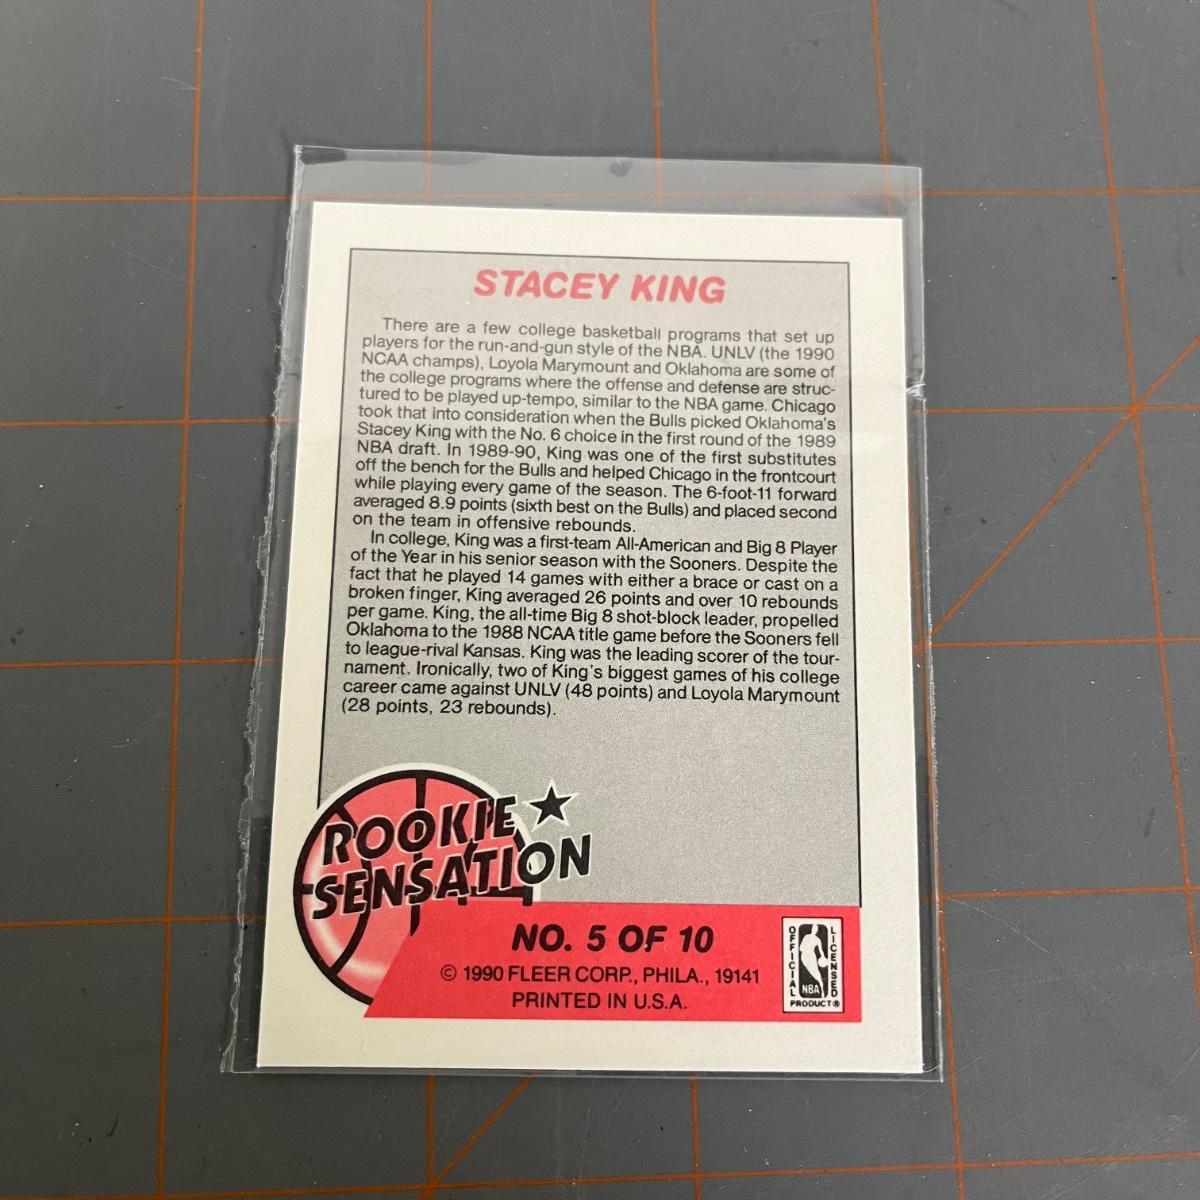 STACEY KING
There are a few college basketball programs that set up
players for the run-and-gun style of the NBA. UNLV (the 1990
NCAA champs), Loyola Marymount and Oklahoma are some of
the college programs where the offense and defense are struc-
tured to be played up-tempo, similar to the NBA game. Chicago
took that into consideration when the Bulls picked Oklahoma's
Stacey King with the No. 6 choice in the first round of the 1989
NBA draft. In 1989-90, King was one of the first substitutes
off the bench for the Bulls and helped Chicago in the frontcourt
while playing every game of the season. The 6-foot-11 forward
averaged 8.9 points (sixth best on the Bulls) and placed second
on the team in offensive rebounds.
In college, King was a first-team All-American and Big 8 Player
of the Year in his senior season with the Sooners. Despite the
fact that he played 14 games with either a brace or cast on a
broken finger, King averaged 26 points and over 10 rebounds
per game. King, the all-time Big 8 shot-block leader, propelled
Oklahoma to the 1988 NCAA title game before the Sooners fell
to league-rival Kansas. King was the leading scorer of the tour-
nament. Ironically, two of King's biggest games of his college
career came against UNLV (48 points) and Loyola Marymount
(28 points, 23 rebounds).
ROOKIE
SENSATION
NO. 5 OF 10
© 1990 FLEER CORP., PHILA., 19141
PRINTED IN U.S.A.
OFFICIAL
LICENSED
NBA
PRODUCT®